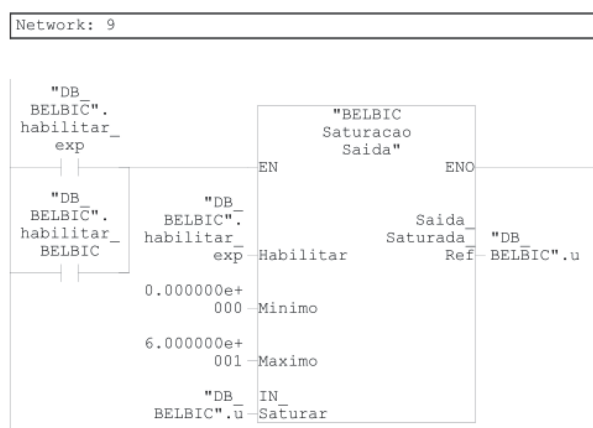 Network: 9
"DB_
BELBIC".
habilitar_
exp
"BELBIC
Saturacao
Saida"
EN
ENO
"DB_
BELBIC".
habilitar_
BELBIC
"DB_
BELBIC".
habilitar_
exp
Habilitar
Saida_
Saturada_
Ref
"DB_
BELBIC".u
0.000000e+
000
Minimo
6.000000e+
001
Maximo
"DB_
BELBIC".u
IN_
Saturar